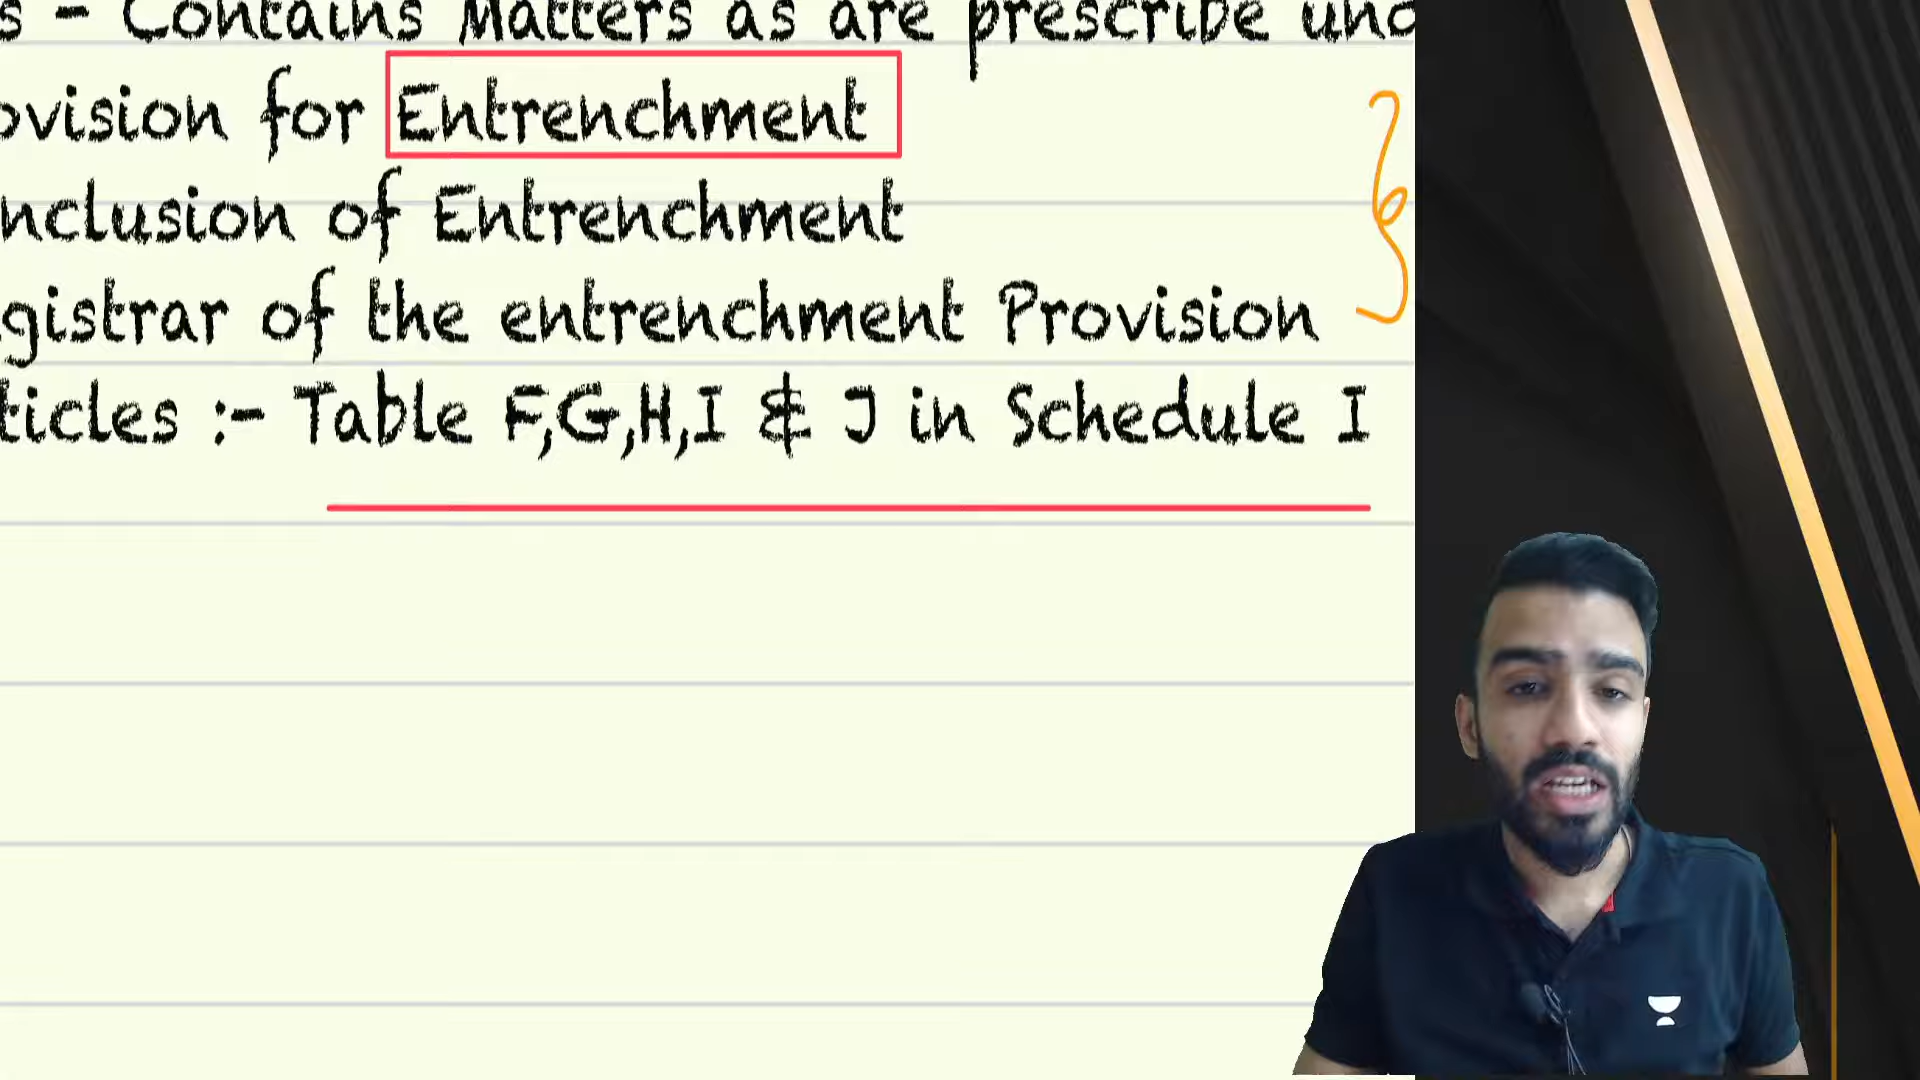 s - Contains Matters as are prescribe und
ovision for Entrenchment
nclusion of Entrenchment
gistrar of the entrenchment Provision
ticles :- Table F,G,H,I & J in Schedule I